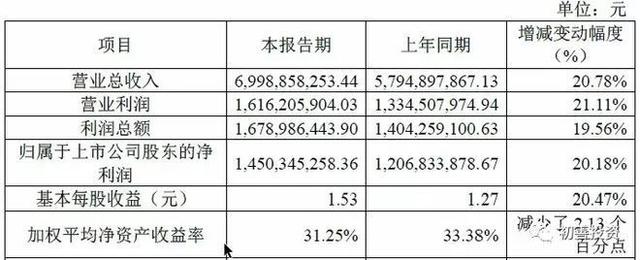 单位：元
项目 本报告期 上年同期 增减变动幅度
（%）
营业总收入 6,998,858,253.44 5,794,897,867.13 20.78%
营业利润 1,616,205,904.03 1,334,507,974.94 21.11%
利润总额 1,678,986,443.90 1,404,259,100.63 19.56%
归属于上市公司股东的净
利润 1,450,345,258.36 1,206,833,878.67 20.18%
基本每股收益（元） 1.53 1.27 20.47%
加权平均净资产收益率 31.25% 33.38% 减少了 2.13 个
百分点
初善投资